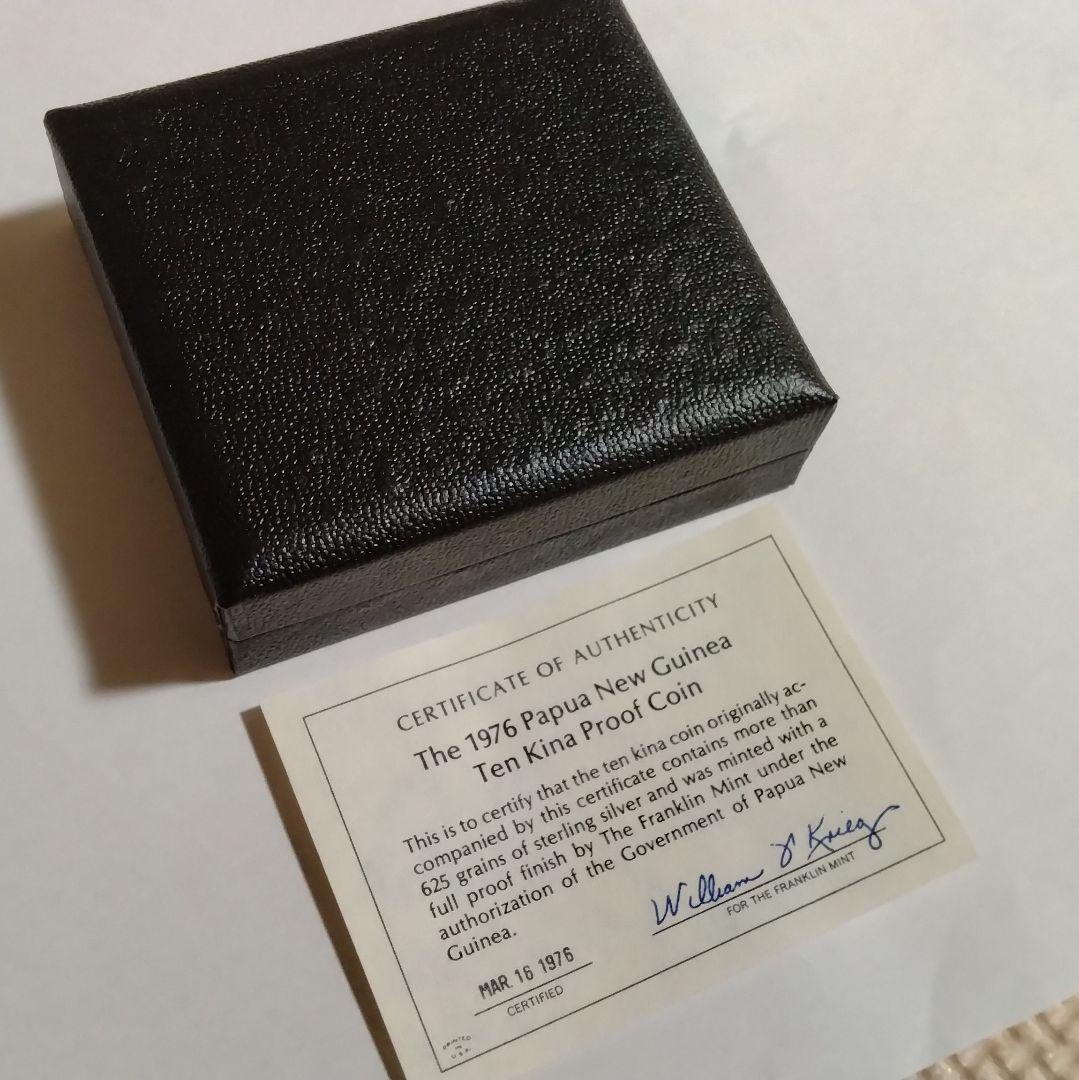 CERTIFICATE OF AUTHENTICITY
The 1976 Papua New Guinea
Ten Kina Proof Coin
This is to certify that the ten kina coin originally ac-
companied by this certificate contains more than
625 grains of sterling silver and was minted with a
full proof finish by The Franklin Mint under the
authorization of the Government of Papua New
Guinea.
William J Krieg
FOR THE FRANKLIN MINT
MAR. 16 1976
CERTIFIED
PRINTED
IN
U.S.A.